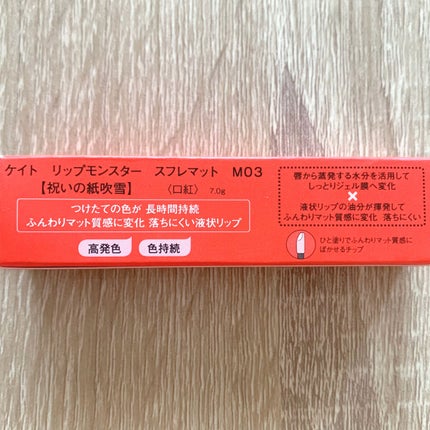 ケイト リップモンスター スフレマット M03
【祝いの紙吹雪】 〈口紅〉 7.0g
つけたての色が 長時間持続
ふんわりマット質感に変化 落ちにくい液状リップ
高発色 色持続
唇から蒸発する水分を活用して
しっとりジェル膜へ変化
×
液状リップの油分が揮発して
ふんわりマット質感に変化 落ちにくい
ひと塗りでふんわりマット質感に
ぼかせるチップ